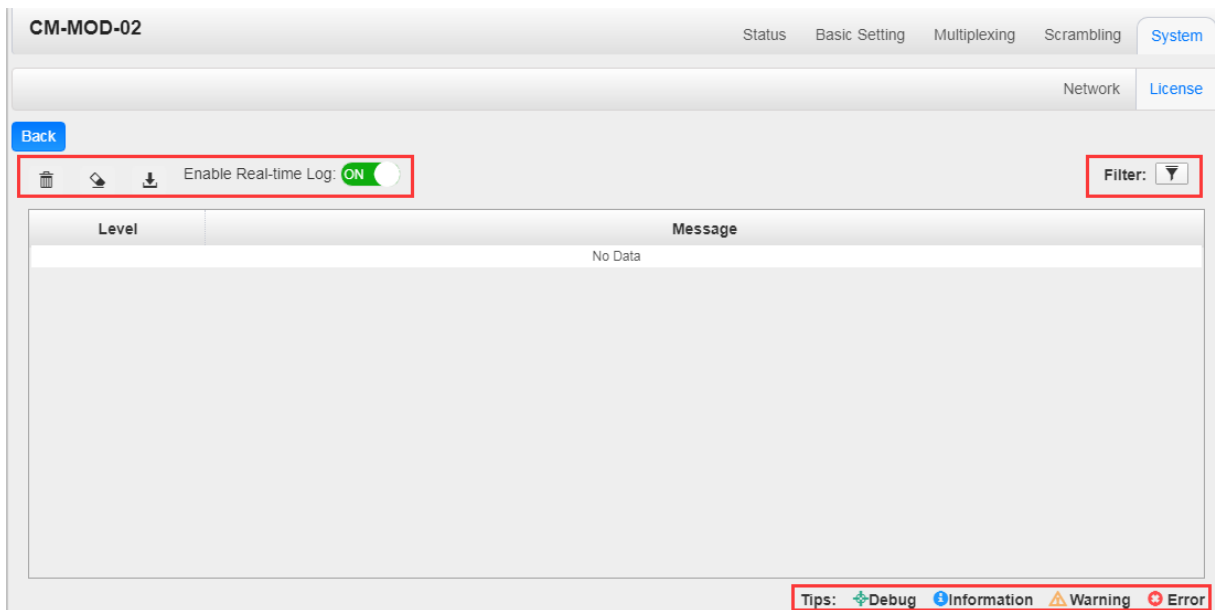 CM-MOD-02
Status Basic Setting Multiplexing Scrambling System
Network License
Back
Enable Real-time Log: ON
Filter:
Level Message
No Data
Tips: Debug Information Warning Error